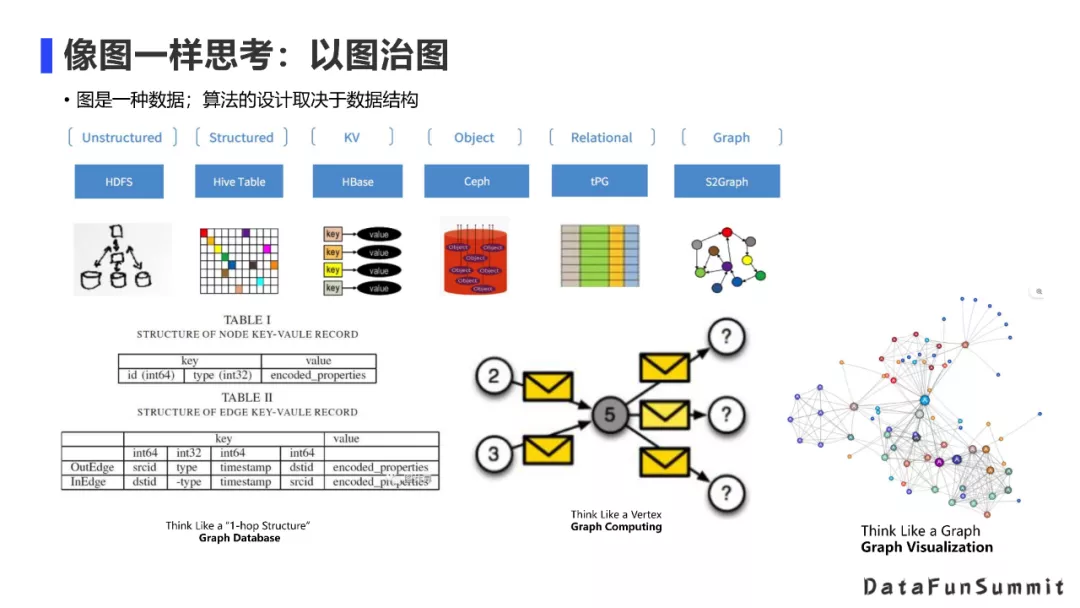 像图一样思考：以图治图
• 图是一种数据；算法的设计取决于数据结构
Unstructured Structured KV Object Relational Graph
HDFS Hive Table HBase Ceph tPG S2Graph
key value
key value
key value
key value
Object Object
Object
Object Object
Object
Object
TABLE I
STRUCTURE OF NODE KEY-VAULE RECORD
key value
id (int64) type (int32) encoded_properties
TABLE II
STRUCTURE OF EDGE KEY-VAULE RECORD
key value
int64 int32 int64 int64
OutEdge srcid type timestamp dstid encoded_properties
InEdge dstid -type timestamp srcid encoded_properties
Think Like a "1-hop Structure"
Graph Database
2
3
5
?
?
?
Think Like a Vertex
Graph Computing
Think Like a Graph
Graph Visualization
DataFunSummit